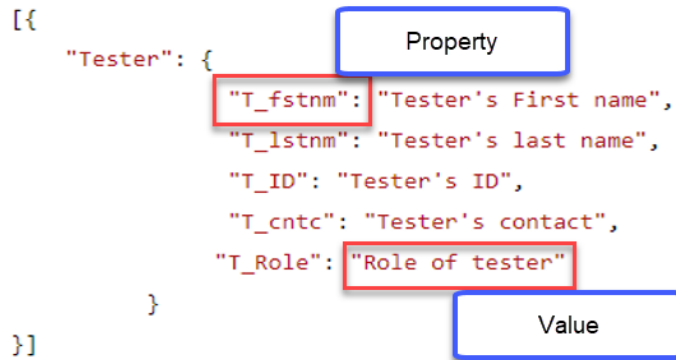 [{
Property
"Tester": {
"T_fstnm": "Tester's First name",
"T_lstnm": "Tester's last name",
"T_ID": "Tester's ID",
"T_cntc": "Tester's contact",
"T_Role": "Role of tester"
}
Value
}]